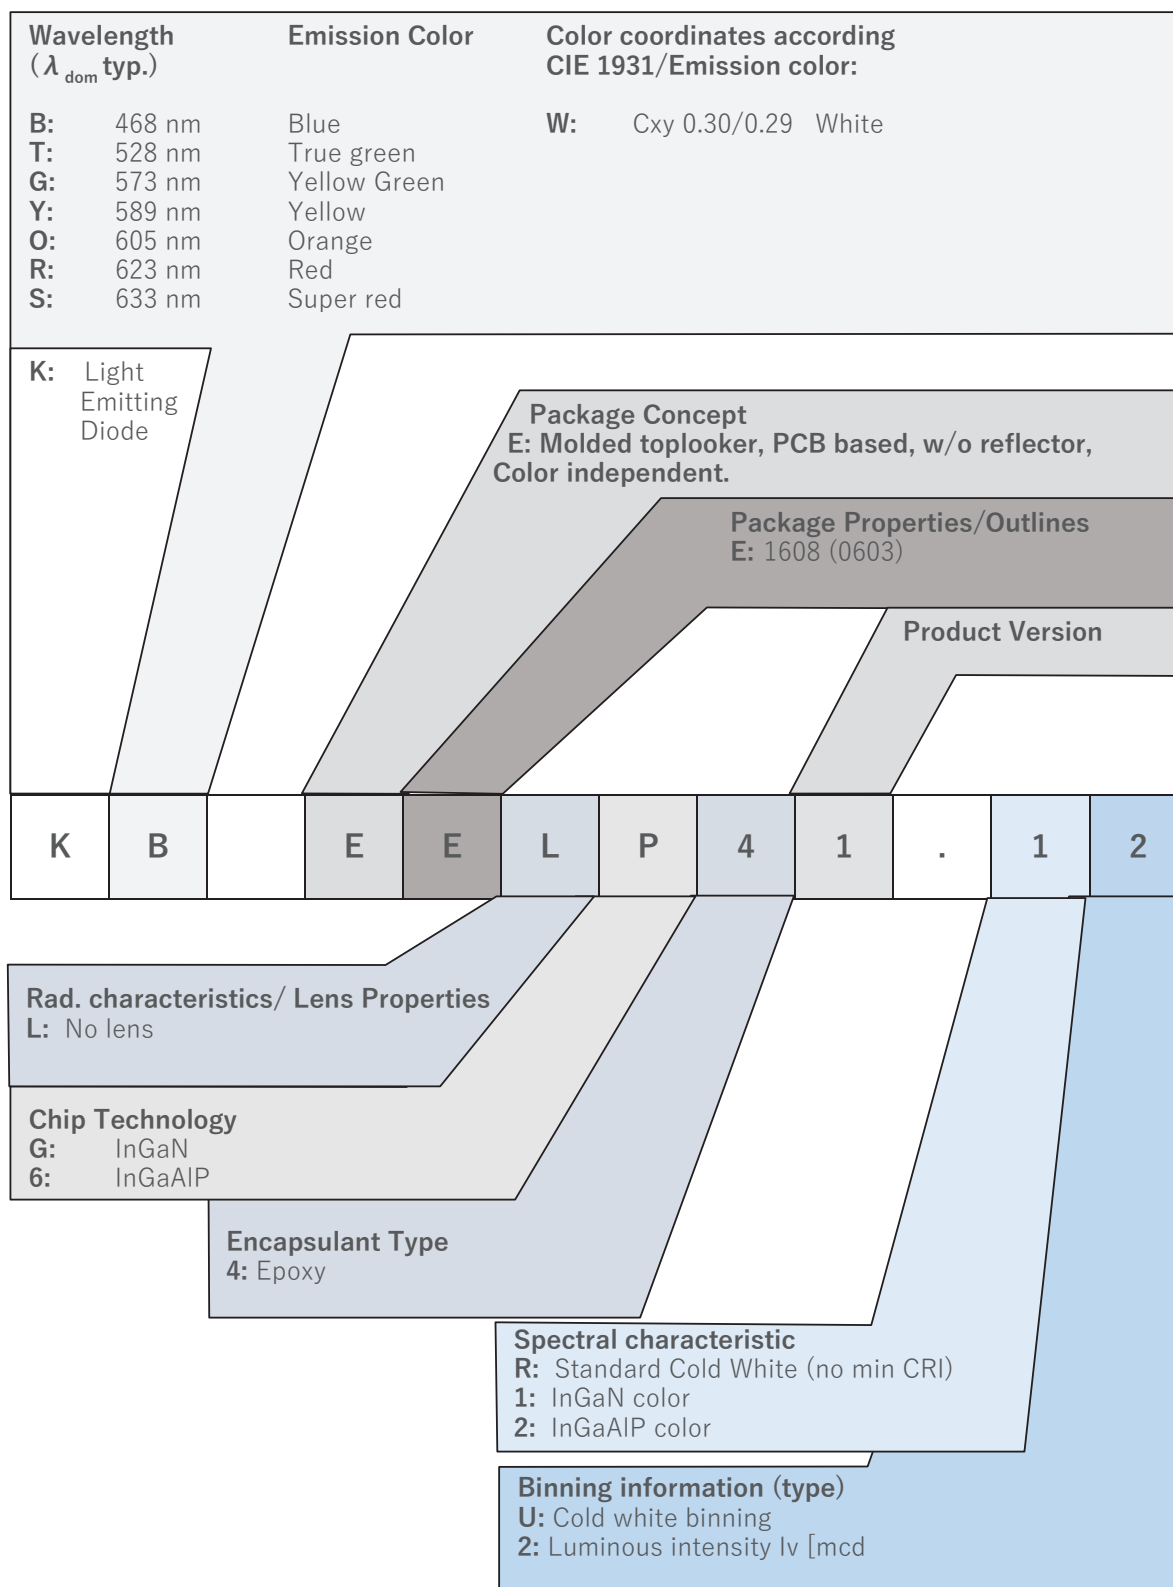 Wavelength Emission Color Color coordinates according
(λ dom typ.) CIE 1931/Emission color:
B: 468 nm Blue W: Cxy 0.30/0.29 White
T: 528 nm True green
G: 573 nm Yellow Green
Y: 589 nm Yellow
O: 605 nm Orange
R: 623 nm Red
S: 633 nm Super red
K: Light
Emitting
Diode
Package Concept
E: Molded toplooker, PCB based, w/o reflector,
Color independent.
Package Properties/Outlines
E: 1608 (0603)
Product Version
K B E E L P 4 1 . 1 2
Rad. characteristics/ Lens Properties
L: No lens
Chip Technology
G: InGaN
6: InGaAlP
Encapsulant Type
4: Epoxy
Spectral characteristic
R: Standard Cold White (no min CRI)
1: InGaN color
2: InGaAlP color
Binning information (type)
U: Cold white binning
2: Luminous intensity Iv [mcd